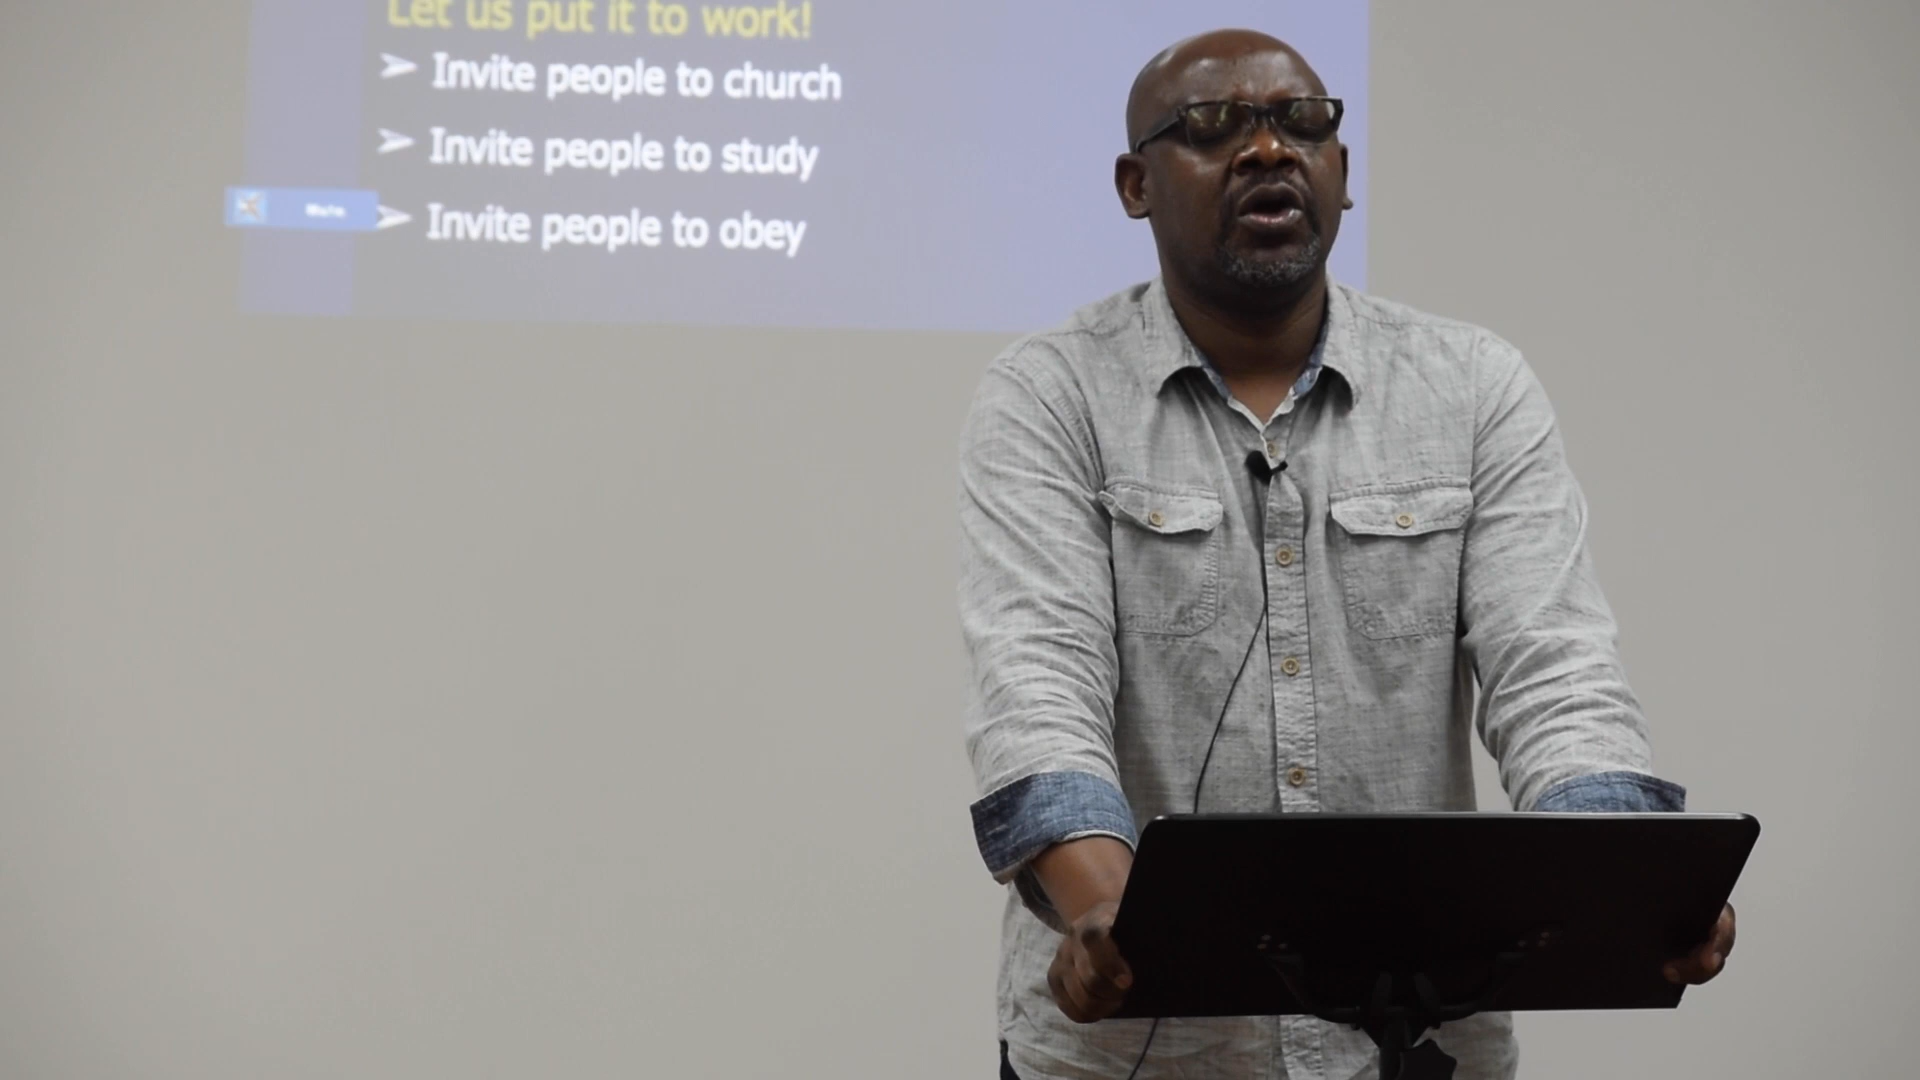 Let us put it to work!
Invite people to church
Invite people to study
Invite people to obey